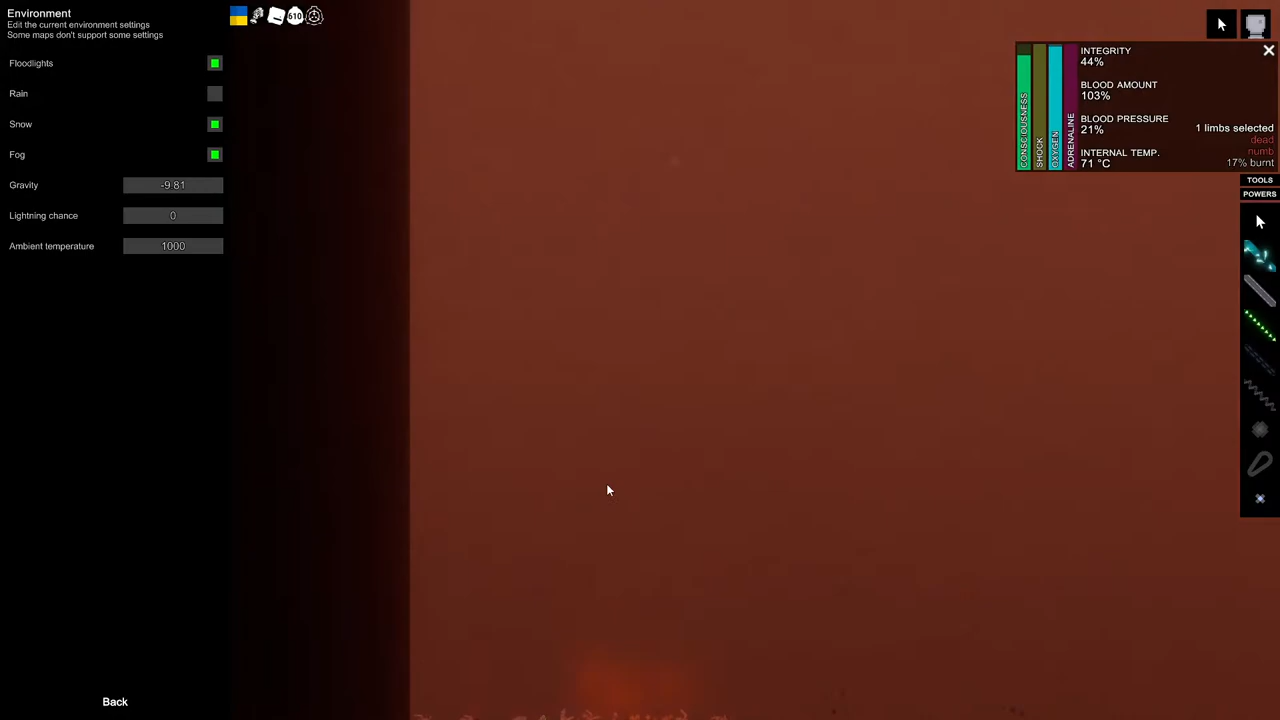 Environment
Edit the current environment settings
Some maps don't support some settings
Floodlights
Rain
Snow
Fog
Gravity
-9.81
Lightning chance
0
Ambient temperature
1000
Back
610
CONSCIOUSNESS
SHOCK
OXYGEN
ADRENALINE
INTEGRITY
44%
BLOOD AMOUNT
103%
BLOOD PRESSURE
21%
INTERNAL TEMP.
71 °C
1 limbs selected
dead
numb
17% burnt
TOOLS
POWERS